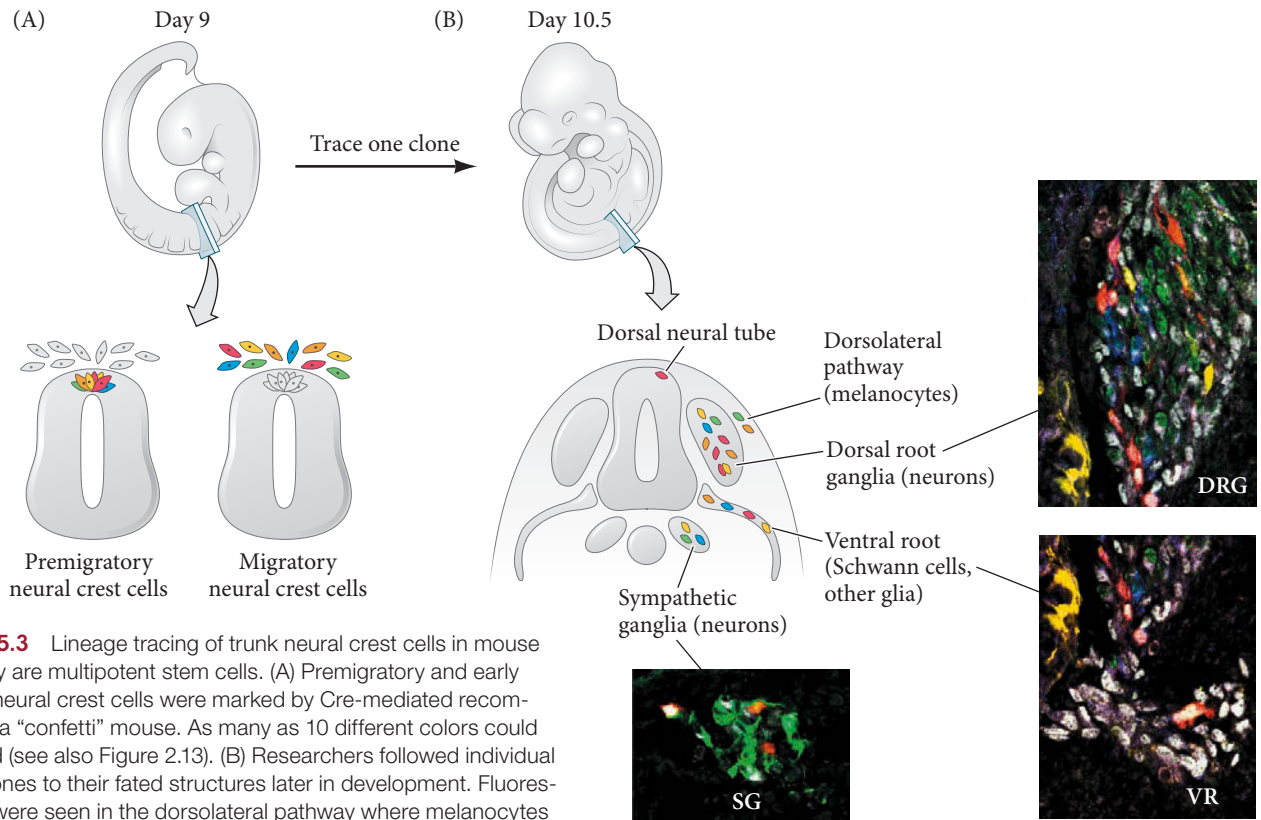 (A)
Day 9
(B)
Day 10.5
Trace one clone
Premigratory
neural crest cells
Migratory
neural crest cells
Dorsal neural tube
Dorsolateral
pathway
(melanocytes)
Dorsal root
ganglia (neurons)
Ventral root
(Schwann cells,
other glia)
Sympathetic
ganglia (neurons)
DRG
VR
SG
5.3 Lineage tracing of trunk neural crest cells in mouse
y are multipotent stem cells. (A) Premigratory and early
neural crest cells were marked by Cre-mediated recom-
a “confetti” mouse. As many as 10 different colors could
d (see also Figure 2.13). (B) Researchers followed individual
ones to their fated structures later in development. Fluores-
were seen in the dorsolateral pathway where melanocytes